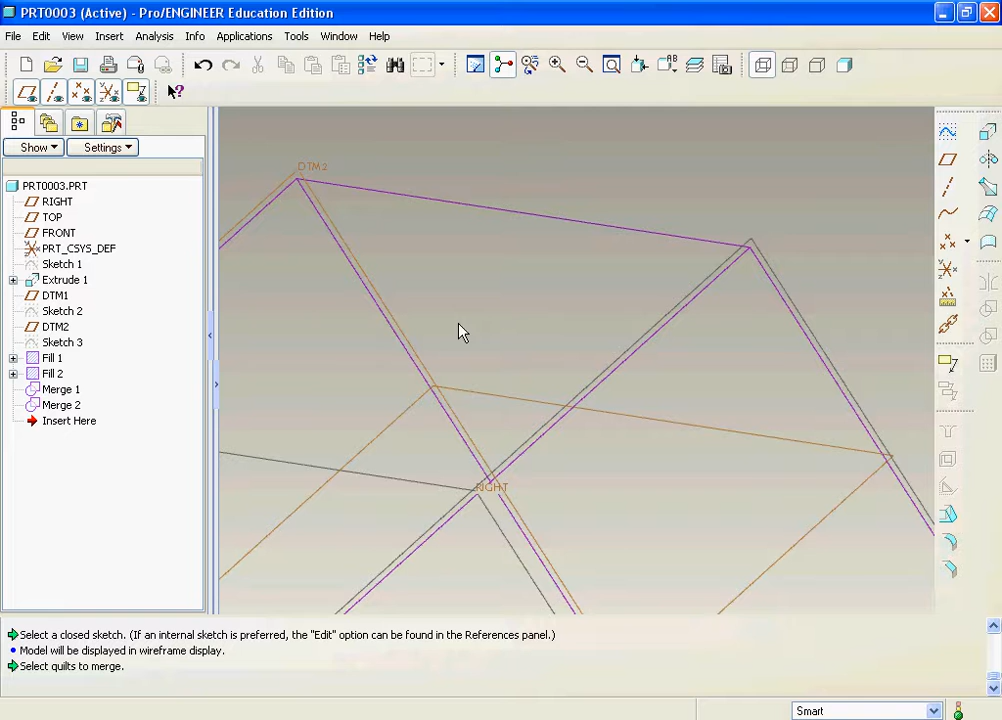 PRT0003 (Active) - Pro/ENGINEER Education Edition
File Edit View Insert Analysis Info Applications Tools Window Help
Show Settings
PRT0003.PRT
RIGHT
TOP
FRONT
PRT_CSYS_DEF
Sketch 1
Extrude 1
DTM1
Sketch 2
DTM2
Sketch 3
Fill 1
Fill 2
Merge 1
Merge 2
Insert Here
DTM2
RIGHT
Select a closed sketch. (If an internal sketch is preferred, the "Edit" option can be found in the References panel.)
Model will be displayed in wireframe display.
Select quilts to merge.
Smart